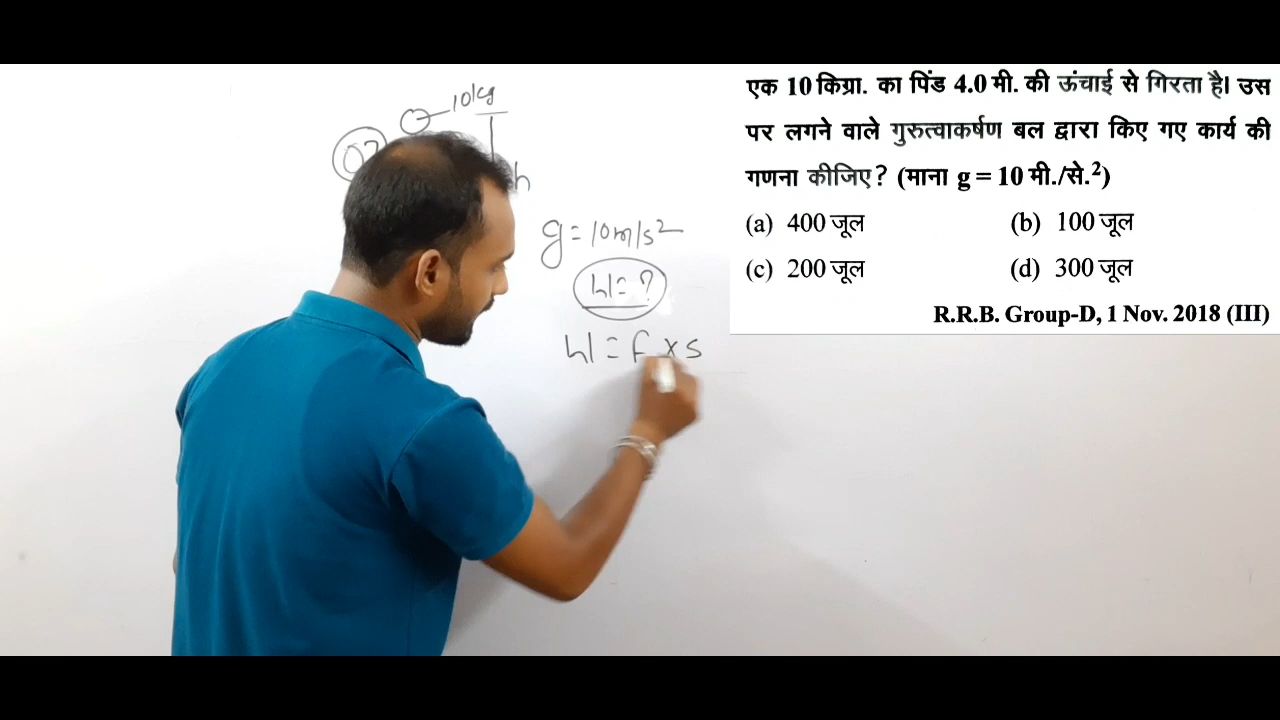 10kg
07
h
g = 10m/s²
W = ?
W = F × s
एक 10 किग्रा. का पिंड 4.0 मी. की ऊंचाई से गिरता है। उस
पर लगने वाले गुरुत्वाकर्षण बल द्वारा किए गए कार्य की
गणना कीजिए? (माना g = 10 मी./से.²)
(a) 400 जूल
(b) 100 जूल
(c) 200 जूल
(d) 300 जूल
R.R.B. Group-D, 1 Nov. 2018 (III)